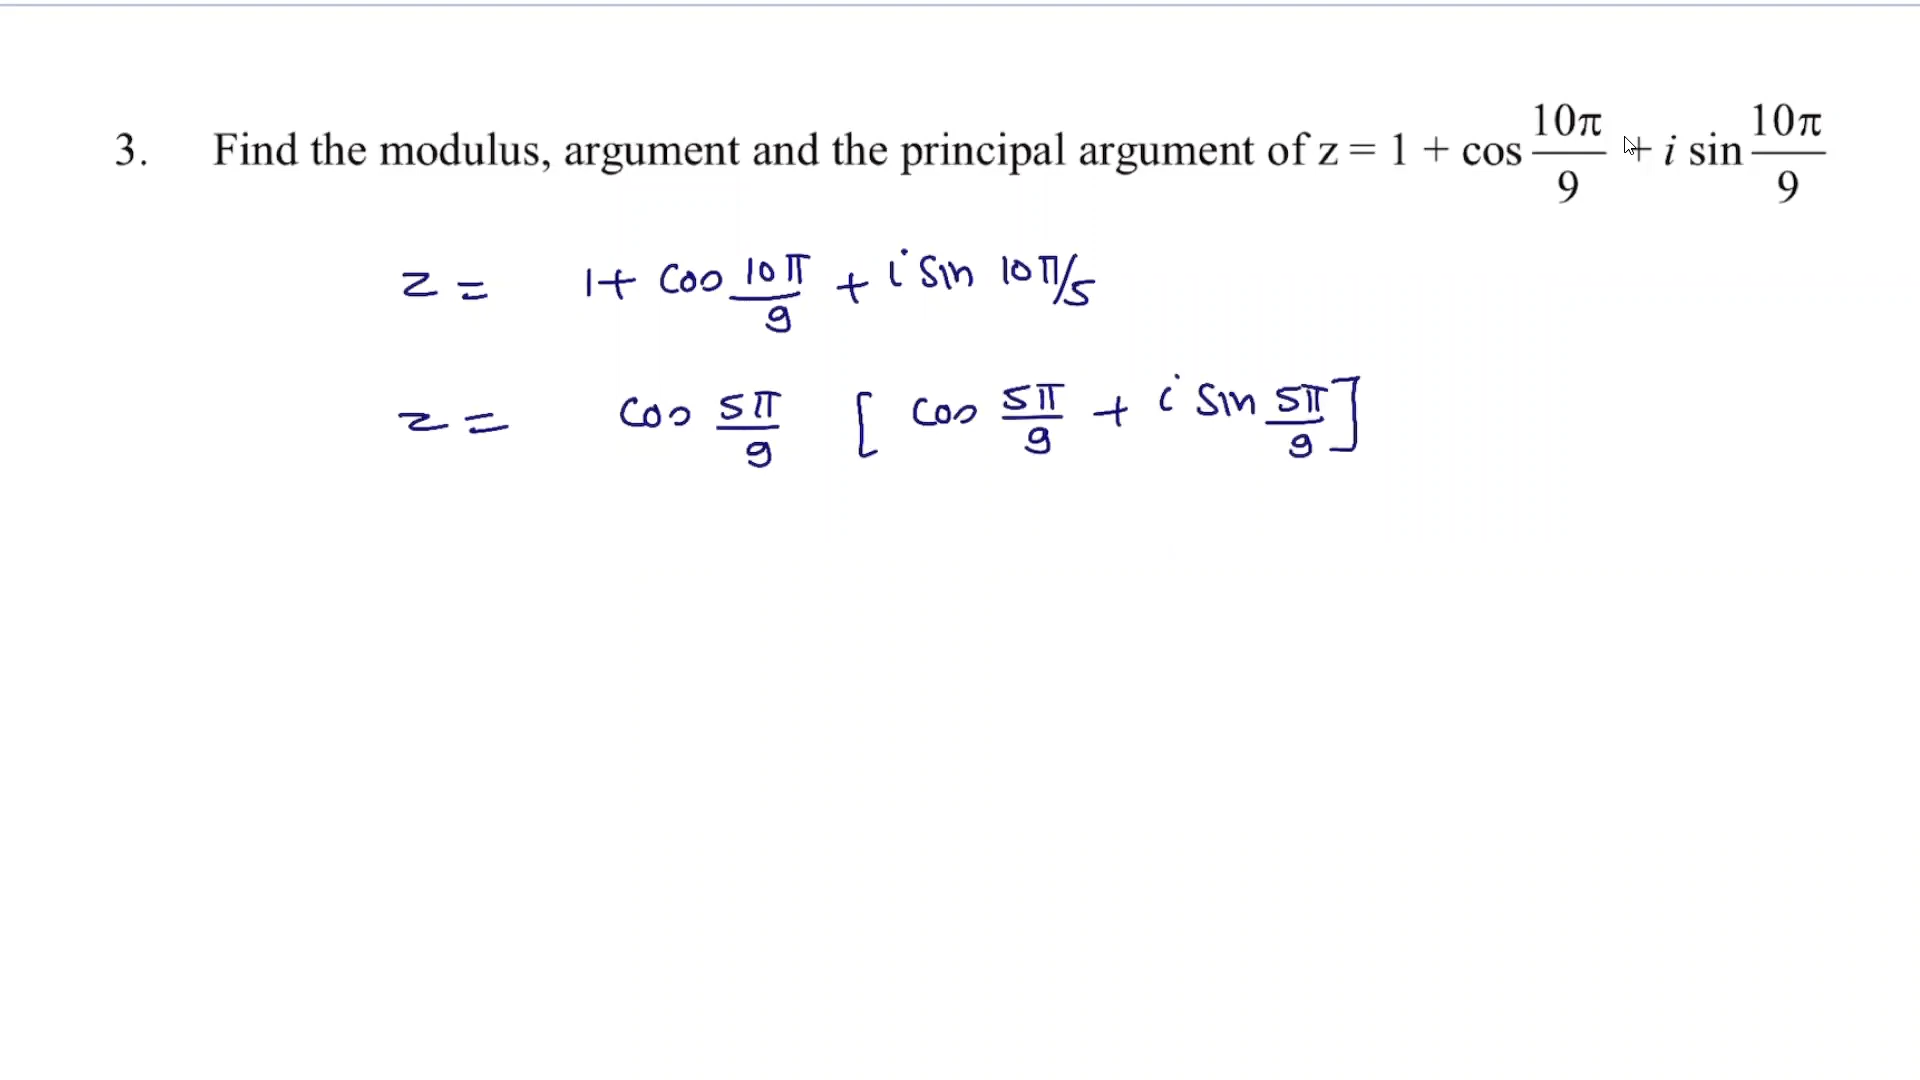 3. Find the modulus, argument and the principal argument of z = 1 + cos 10π/9 + i sin 10π/9
z = 1 + cos 10π/9 + i sin 10π/5
z = cos 5π/9 [ cos 5π/9 + i sin 5π/9 ]